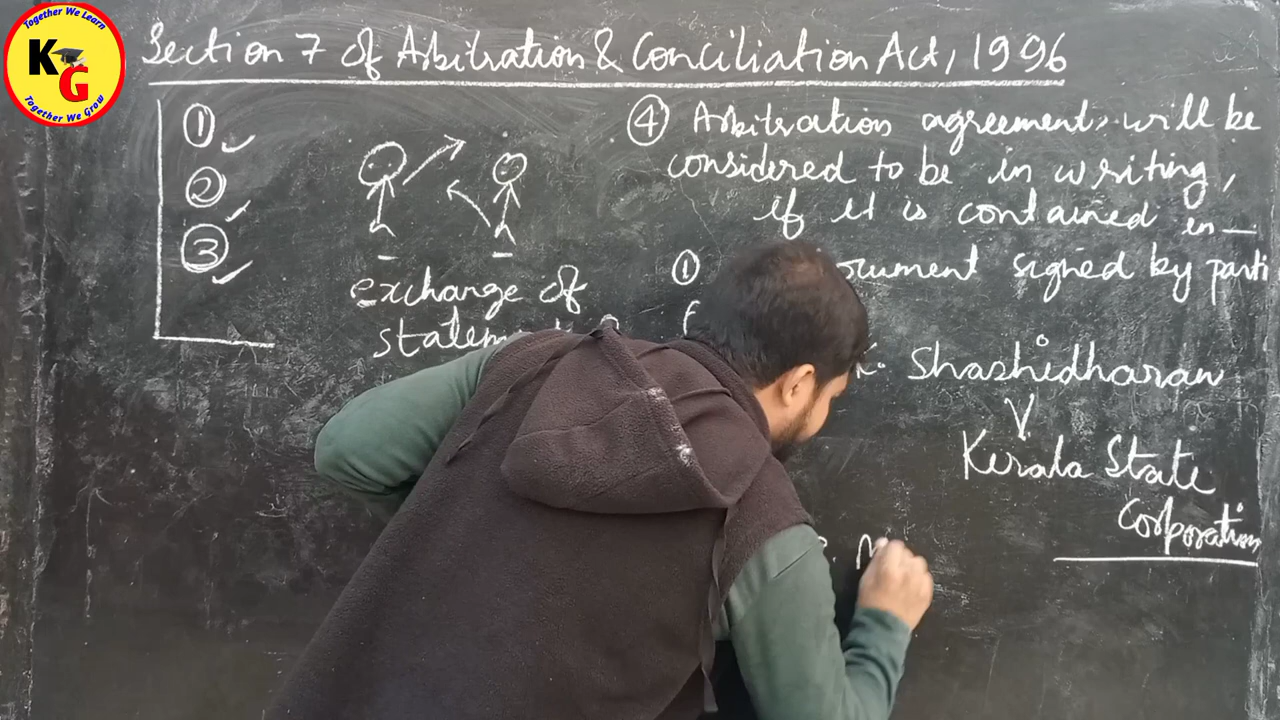 Together We Learn
KG
Together We Grow
Section 7 of Arbitration & Conciliation Act, 1996
①
②
③
exchange of
④ Arbitration agreement, will be
considered to be in writing,
if it is contained in—
① signed by parti
Shashidharan
V
Kerala State
Corporation